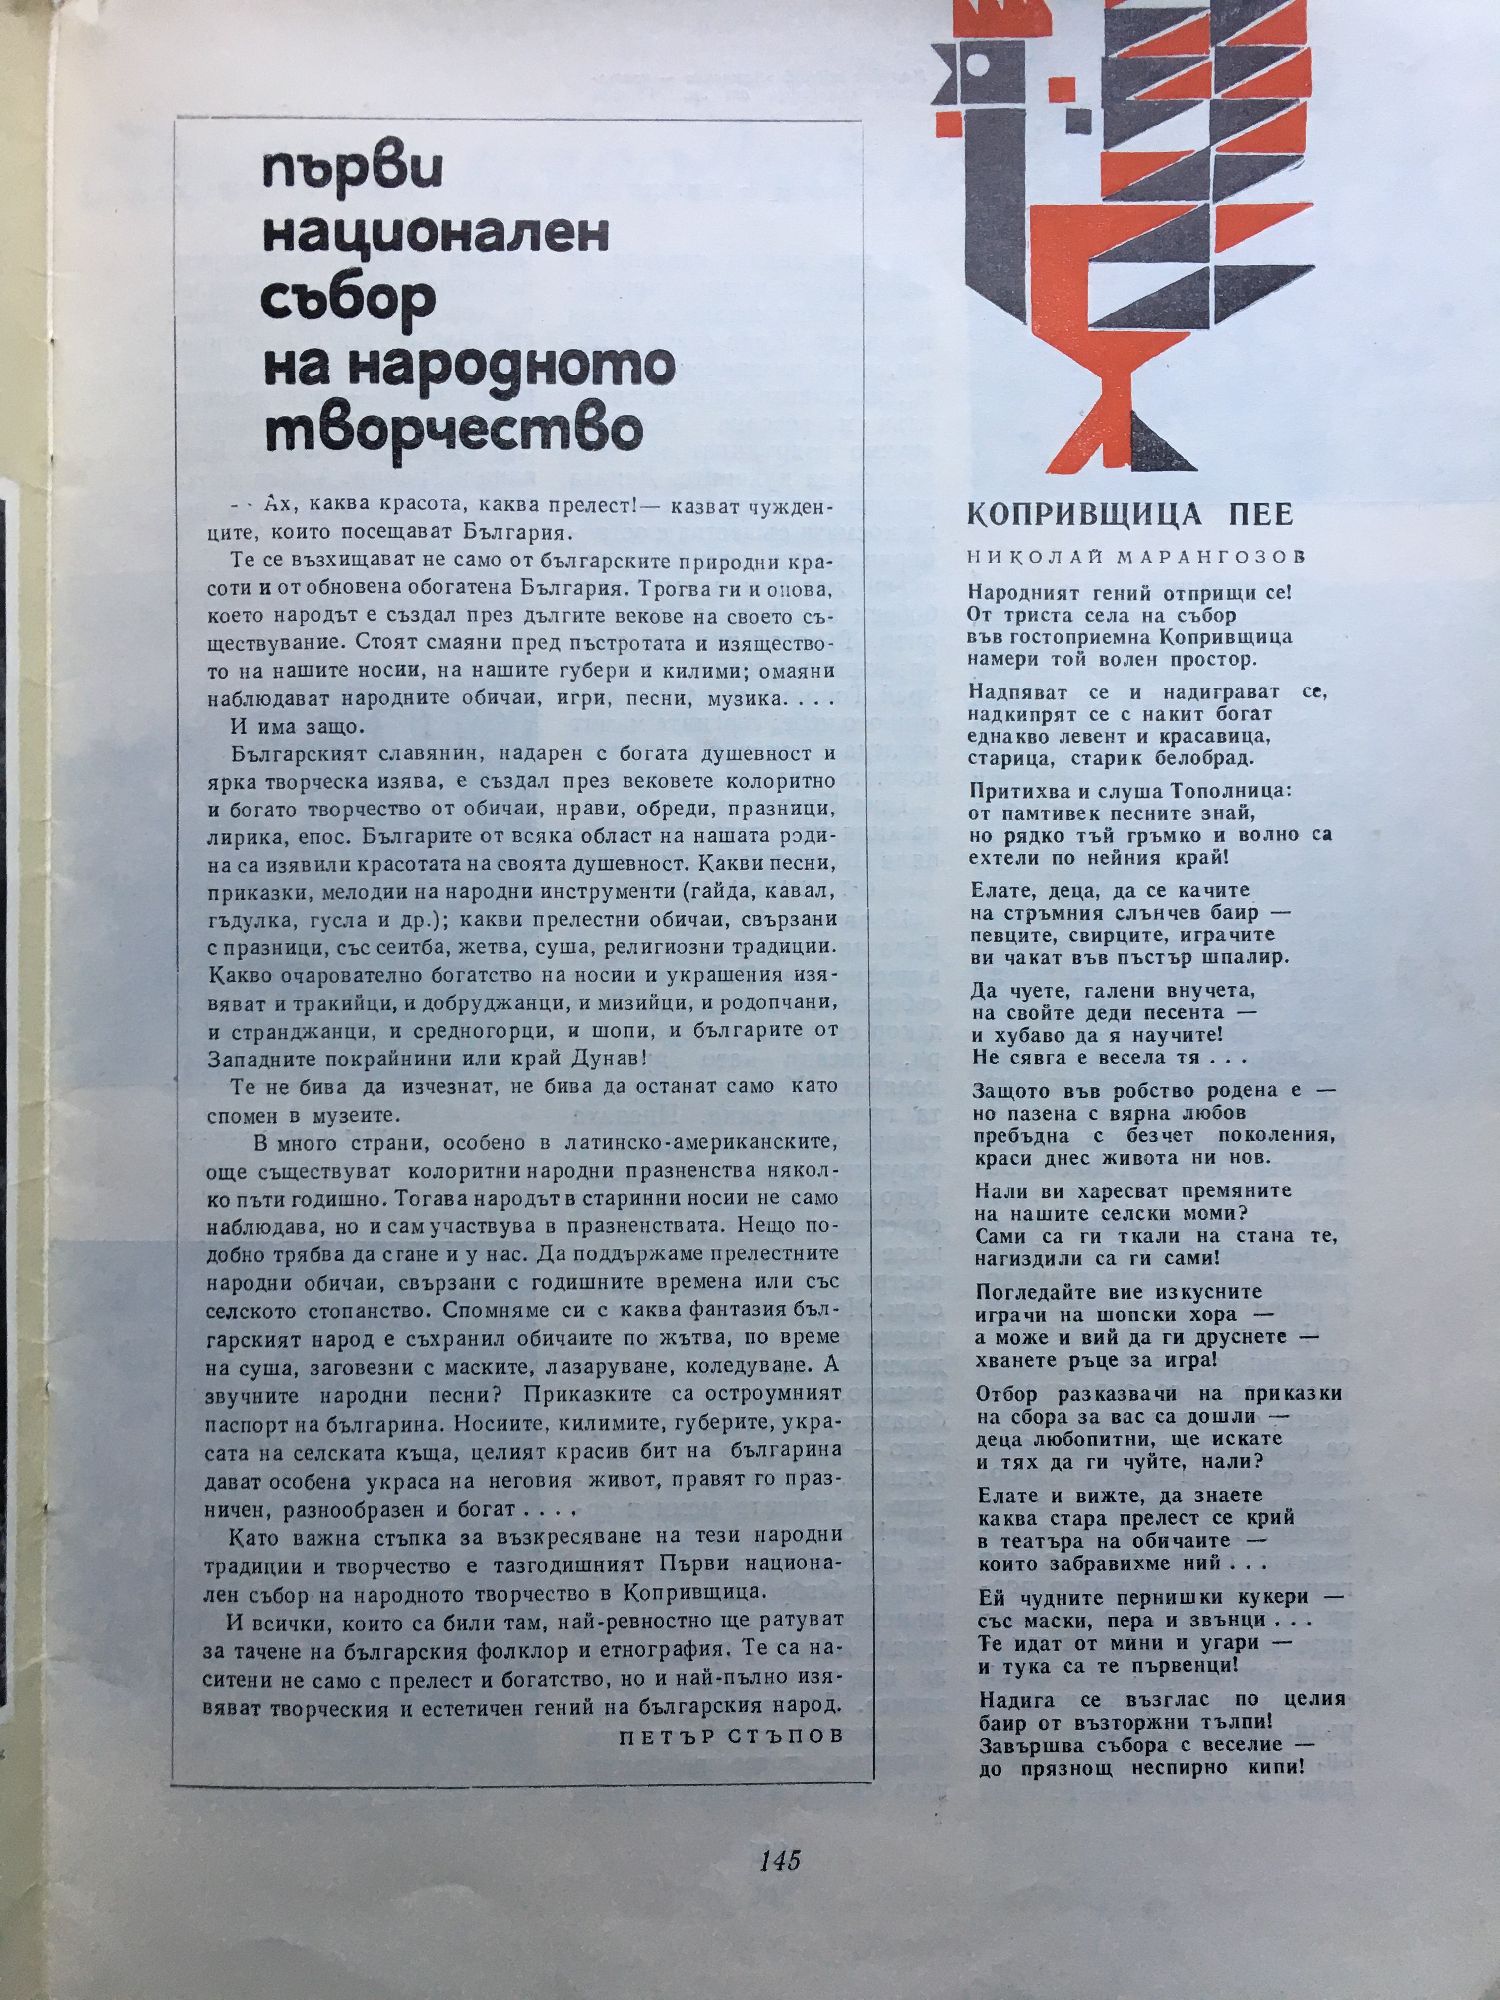 първи
национален
събор
на народното
творчество
- - Ах, каква красота, каква прелест! — казват чужден-
ците, които посещават България.
Те се възхищават не само от българските природни кра-
соти и от обновена обогатена България. Трогва ги и онова,
което народът е създал през дългите векове на своето съ-
ществувание. Стоят смаяни пред пъстротата и изящество-
то на нашите носии, на нашите губери и килими; омаяни
наблюдават народните обичаи, игри, песни, музика. . . .
И има защо.
Българският славянин, надарен с богата душевност и
ярка творческа изява, е създал през вековете колоритно
и богато творчество от обичаи, нрави, обреди, празници,
лирика, епос. Българите от всяка област на нашата роди-
на са изявили красотата на своята душевност. Какви песни,
приказки, мелодии на народни инструменти (гайда, кавал,
гъдулка, гусла и др.); какви прелестни обичаи, свързани
с празници, със сеитба, жетва, суша, религиозни традиции.
Какво очарователно богатство на носии и украшения изя-
вяват и тракийци, и добруджанци, и мизийци, и родопчани,
и странджанци, и средногорци, и шопи, и българите от
Западните покрайнини или край Дунав!
Те не бива да изчезнат, не бива да останат само като
спомен в музеите.
В много страни, особено в латинско-американските,
още съществуват колоритни народни празненства някол-
ко пъти годишно. Тогава народът в старинни носии не само
наблюдава, но и сам участвува в празненствата. Нещо по-
добно трябва да стане и у нас. Да поддържаме прелестните
народни обичаи, свързани с годишните времена или със
селското стопанство. Спомняме си с каква фантазия бъл-
гарският народ е съхранил обичаите по жътва, по време
на суша, заговезни с маските, лазаруване, коледуване. А
звучните народни песни? Приказките са остроумният
паспорт на българина. Носиите, килимите, губерите, укра-
сата на селската къща, целият красив бит на българина
дават особена украса на неговия живот, правят го праз-
ничен, разнообразен и богат . . . .
Като важна стъпка за възкресяване на тези народни
традиции и творчество е тазгодишният Първи национа-
лен събор на народното творчество в Копривщица.
И всички, които са били там, най-ревностно ще ратуват
за тачене на българския фолклор и етнография. Те са на-
ситени не само с прелест и богатство, но и най-пълно изя-
вяват творческия и естетичен гений на българския народ.
ПЕТЪР СТЪПОВ
КОПРИВЩИЦА ПЕЕ
НИКОЛАЙ МАРАНГОЗОВ
Народният гений отприщи се!
От триста села на събор
във гостоприемна Копривщица
намери той волен простор.
Надпяват се и надиграват се,
надкипрят се с накит богат
еднакво левент и красавица,
старица, старик белобрад.
Притихва и слуша Тополница:
от памтивек песните знай,
но рядко тъй гръмко и волно са
ехтели по нейния край!
Елате, деца, да се качите
на стръмния слънчев баир —
певците, свирците, играчите
ви чакат във пъстър шпалир.
Да чуете, галени внучета,
на свойте деди песента —
и хубаво да я научите!
Не сявга е весела тя . . .
Защото във робство родена е —
но пазена с вярна любов
пребъдна с безчет поколения,
краси днес живота ни нов.
Нали ви харесват премяните
на нашите селски моми?
Сами са ги ткали на стана те,
нагиздили са ги сами!
Погледайте вие изкусните
играчи на шопски хора —
а може и вий да ги друснете —
хванете ръце за игра!
Отбор разказвачи на приказки
на сбора за вас са дошли —
деца любопитни, ще искате
и тях да ги чуйте, нали?
Елате и вижте, да знаете
каква стара прелест се крий
в театъра на обичаите —
които забравихме ний . . .
Ей чудните пернишки кукери —
със маски, пера и звънци . . .
Те идат от мини и угари —
и тука са те първенци!
Надига се възглас по целия
баир от възторжни тълпи!
Завършва събора с веселие —
до прязнощ неспирно кипи!
145